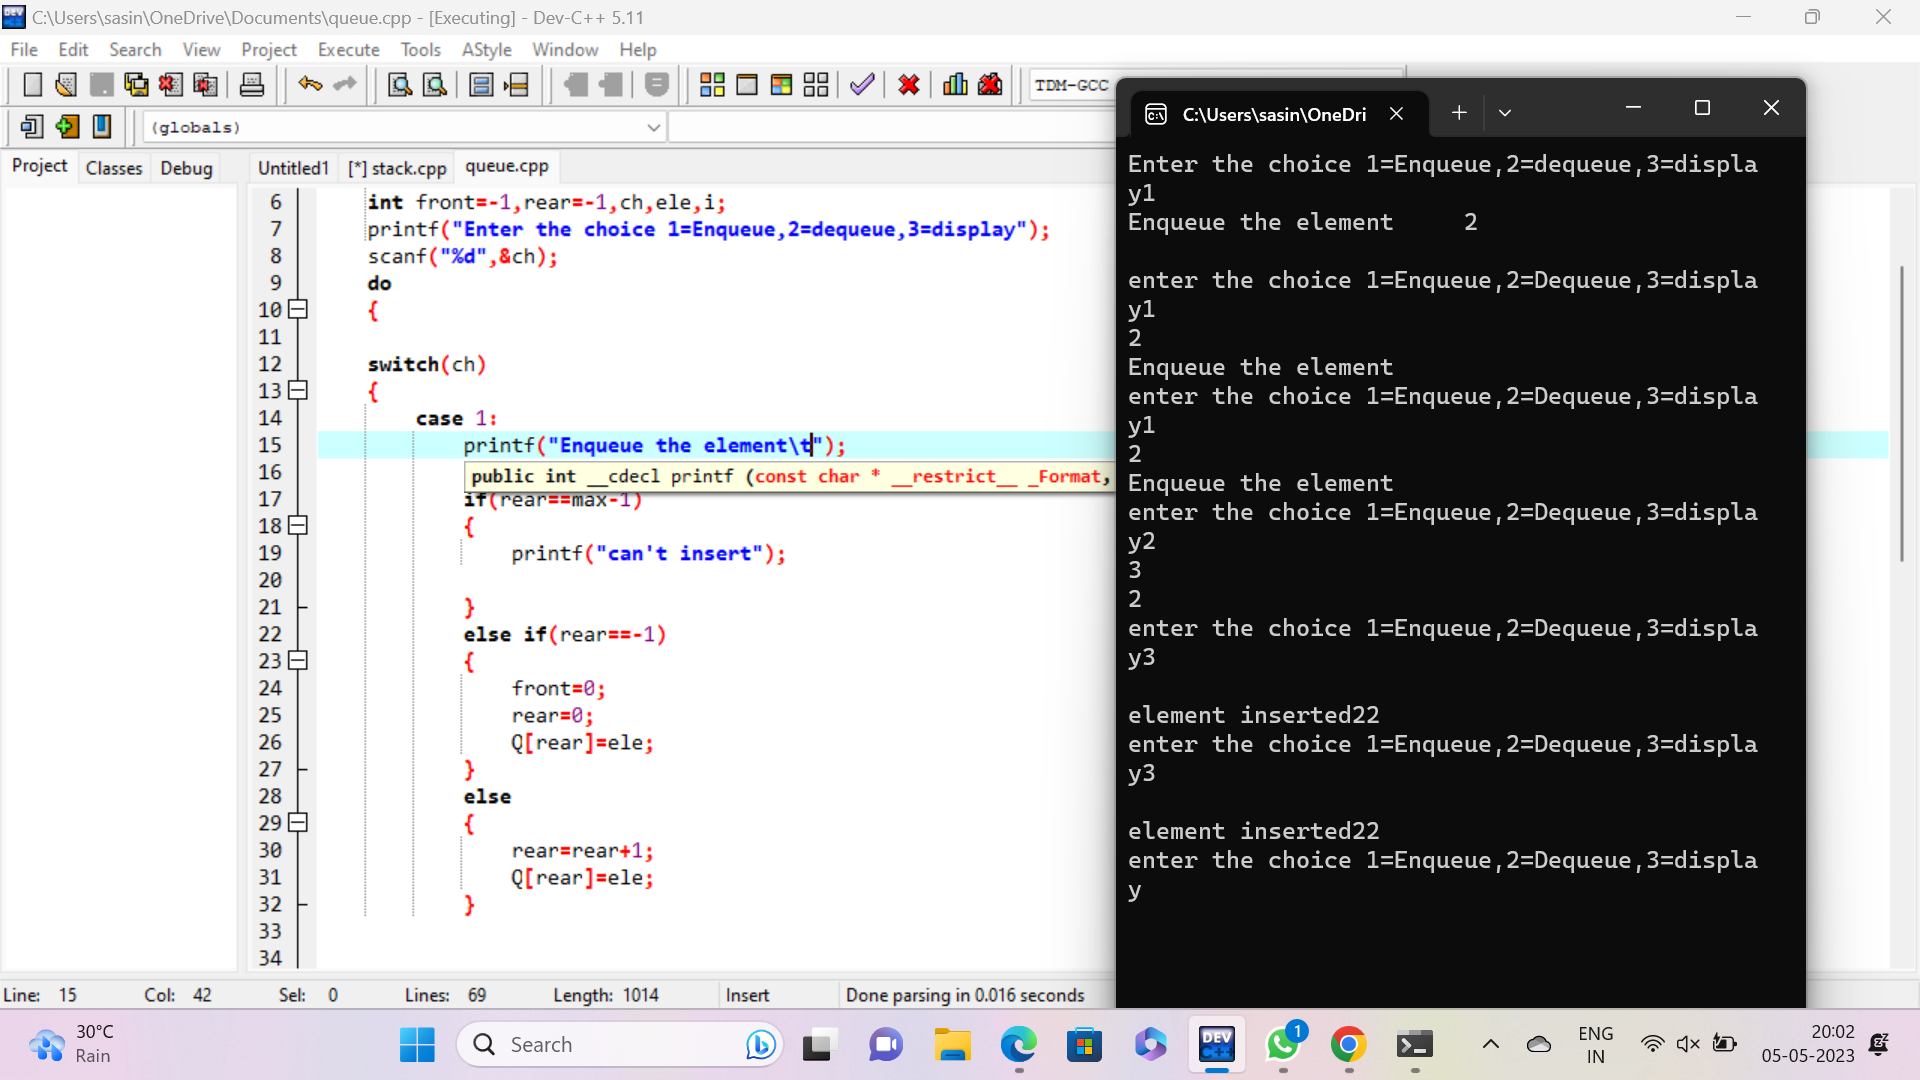 C:\Users\sasin\OneDrive\Documents\queue.cpp - [Executing] - Dev-C++ 5.11
File Edit Search View Project Execute Tools AStyle Window Help
TDM-GCC
(globals)
Project Classes Debug
Untitled1 [*] stack.cpp queue.cpp
6 int front=-1,rear=-1,ch,ele,i;
7 printf("Enter the choice 1=Enqueue,2=dequeue,3=display");
8 scanf("%d",&ch);
9 do
10 {
11
12 switch(ch)
13 {
14 case 1:
15 printf("Enqueue the element\t");
16 public int __cdecl printf (const char * __restrict__ _Format,
17 if(rear==max-1)
18 {
19 printf("can't insert");
20
21 }
22 else if(rear==-1)
23 {
24 front=0;
25 rear=0;
26 Q[rear]=ele;
27 }
28 else
29 {
30 rear=rear+1;
31 Q[rear]=ele;
32 }
33
34
C:\Users\sasin\OneDri
Enter the choice 1=Enqueue,2=dequeue,3=displa
y1
Enqueue the element 2
enter the choice 1=Enqueue,2=Dequeue,3=displa
y1
2
Enqueue the element
enter the choice 1=Enqueue,2=Dequeue,3=displa
y1
2
Enqueue the element
enter the choice 1=Enqueue,2=Dequeue,3=displa
y2
3
2
enter the choice 1=Enqueue,2=Dequeue,3=displa
y3
element inserted22
enter the choice 1=Enqueue,2=Dequeue,3=displa
y3
element inserted22
enter the choice 1=Enqueue,2=Dequeue,3=displa
y
Line: 15 Col: 42 Sel: 0 Lines: 69 Length: 1014 Insert Done parsing in 0.016 seconds
30°C
Rain
Search
DEV
C++
1
ENG
IN
20:02
05-05-2023